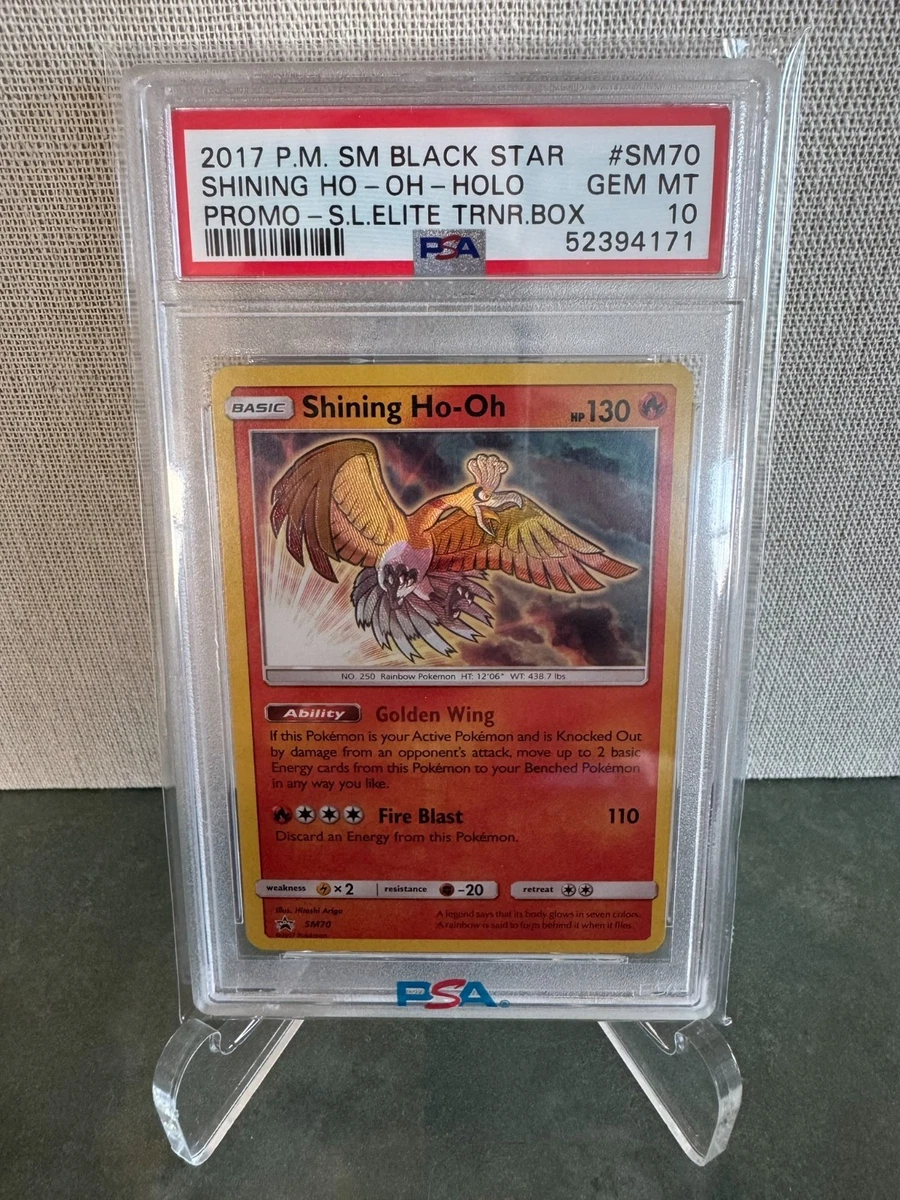 2017 P.M. SM BLACK STAR #SM70
SHINING HO-OH-HOLO GEM MT
PROMO-S.L.ELITE TRNR.BOX 10
PSA 52394171
BASIC Shining Ho-Oh HP 130
NO. 250 Rainbow Pokémon HT: 12'06" WT: 438.7 lbs
Ability Golden Wing
If this Pokémon is your Active Pokémon and is Knocked Out
by damage from an opponent's attack, move up to 2 basic
Energy cards from this Pokémon to your Benched Pokémon
in any way you like.
Fire Blast 110
Discard an Energy from this Pokémon.
weakness ×2 resistance -20 retreat
Illus. Hitoshi Ariga
SM70
A legend says that its body glows in seven colors.
A rainbow is said to form behind it when it flies.
PSA